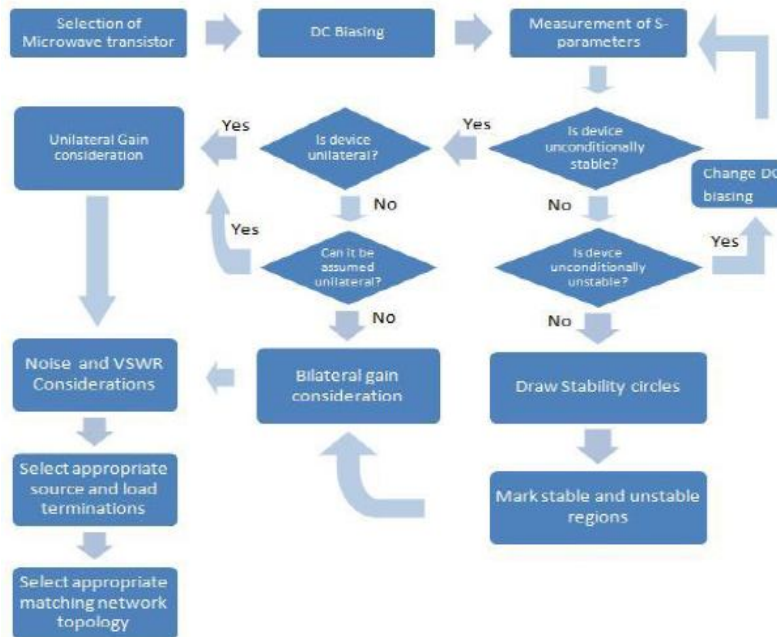 Selection of
Microwave transistor
DC Biasing
Measurement of S-
parameters
Unilateral Gain
consideration
Yes
Is device
unilateral?
Yes
Is device
unconditionally
stable?
Change DC
biasing
No
No
Yes
Can it be
assumed
unilateral?
Is devce
unconditionally
unstable?
Yes
No
No
Noise and VSWR
Considerations
Bilateral gain
consideration
Draw Stability circles
Select appropriate
source and load
terminations
Mark stable and unstable
regions
Select appropriate
matching network
topology